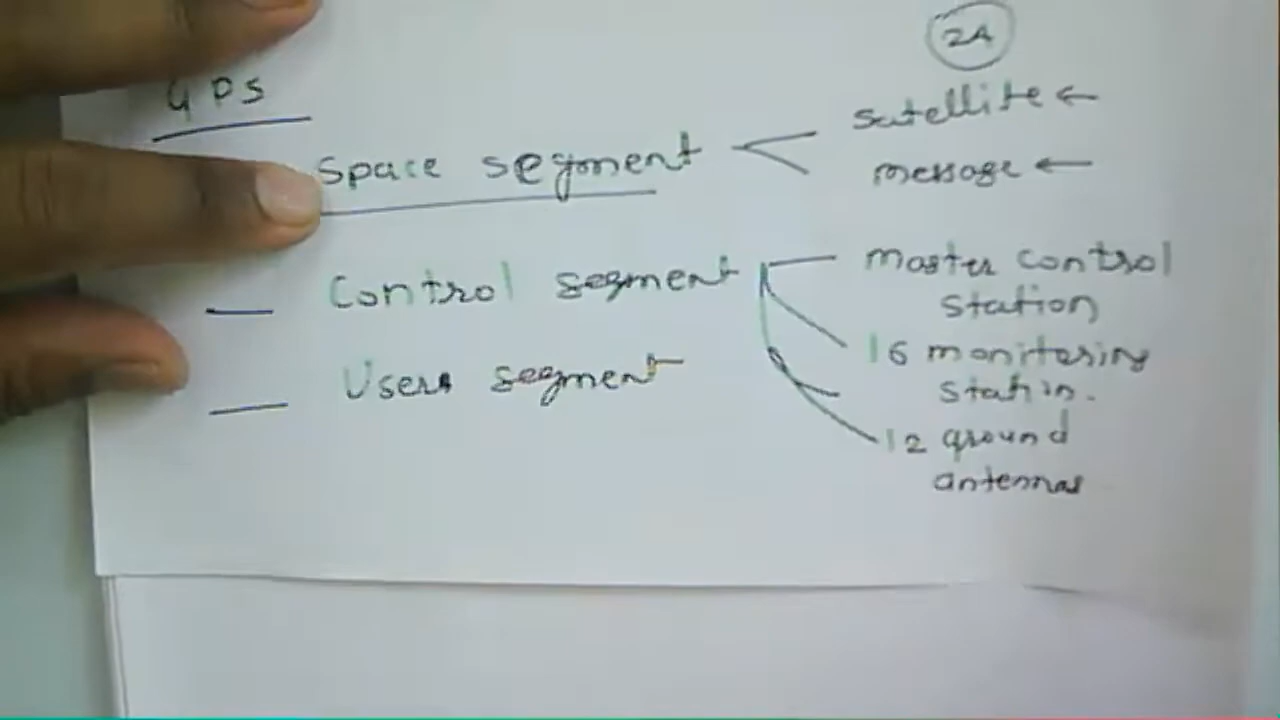 24
GPS
Space segment
satellite ←
message ←
Control segment
master control
station
16 monitoring
station.
12 ground
antennas
Users segment